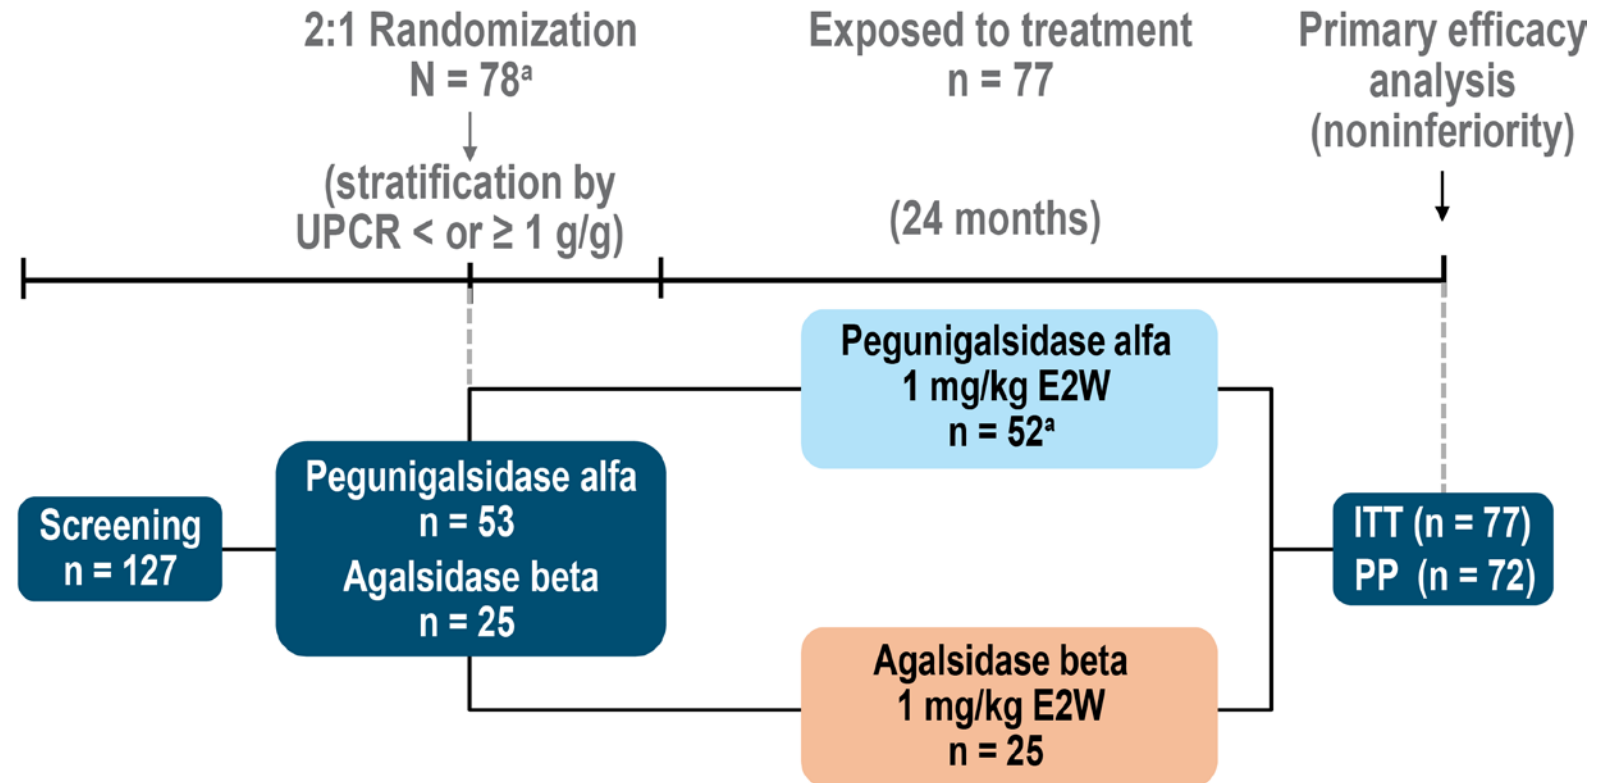 2:1 Randomization
N = 78ᵃ
(stratification by
UPCR < or ≥ 1 g/g)
Exposed to treatment
n = 77
(24 months)
Primary efficacy
analysis
(noninferiority)
Screening
n = 127
Pegunigalsidase alfa
n = 53
Agalsidase beta
n = 25
Pegunigalsidase alfa
1 mg/kg E2W
n = 52ᵃ
Agalsidase beta
1 mg/kg E2W
n = 25
ITT (n = 77)
PP (n = 72)